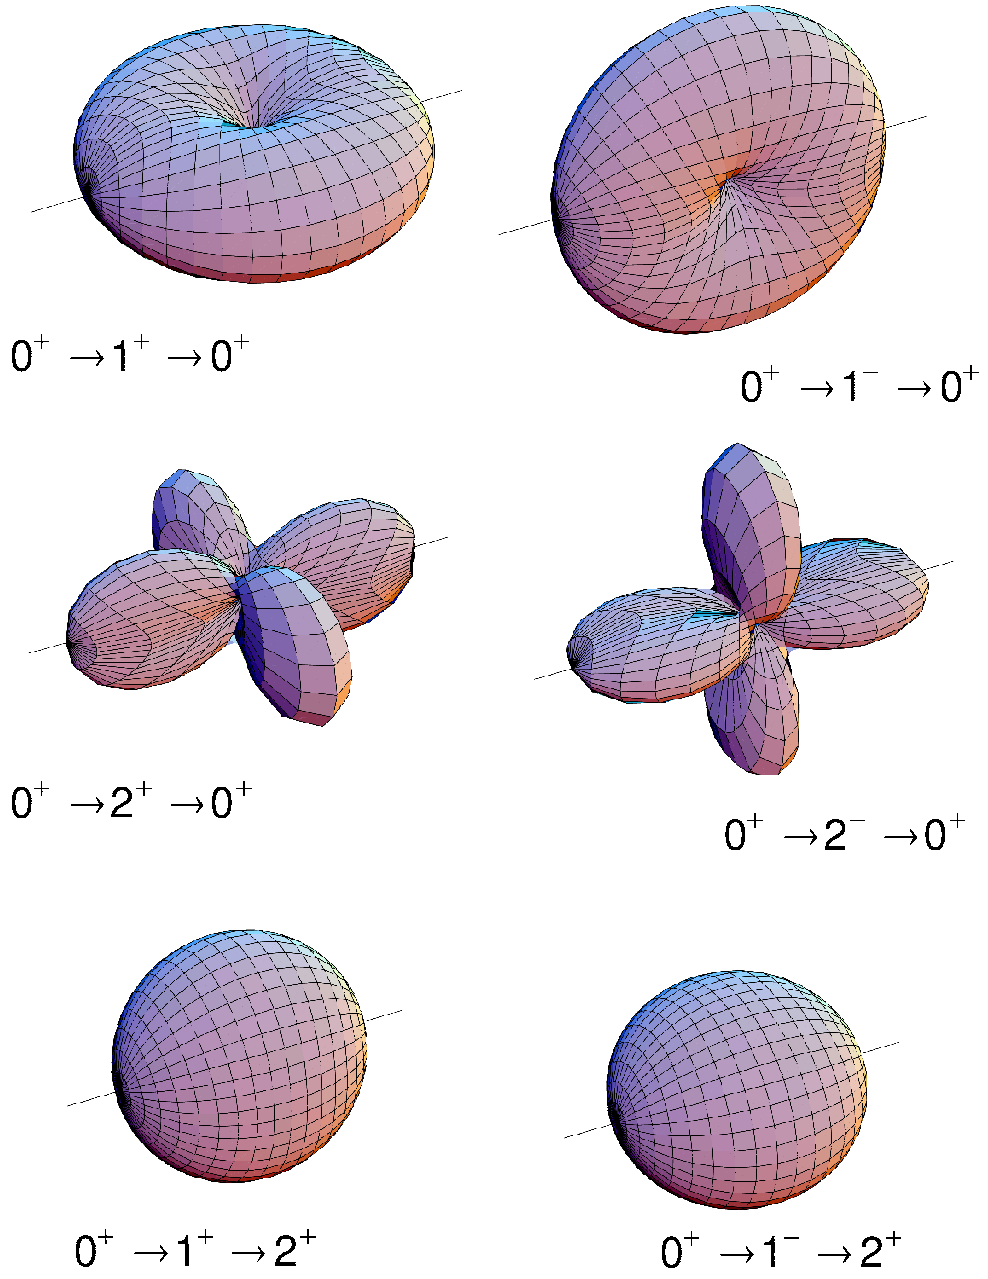 0⁺ →1⁺ →0⁺
0⁺ →1⁻ →0⁺
0⁺ →2⁺ →0⁺
0⁺ →2⁻ →0⁺
0⁺ →1⁺ →2⁺
0⁺ →1⁻ →2⁺